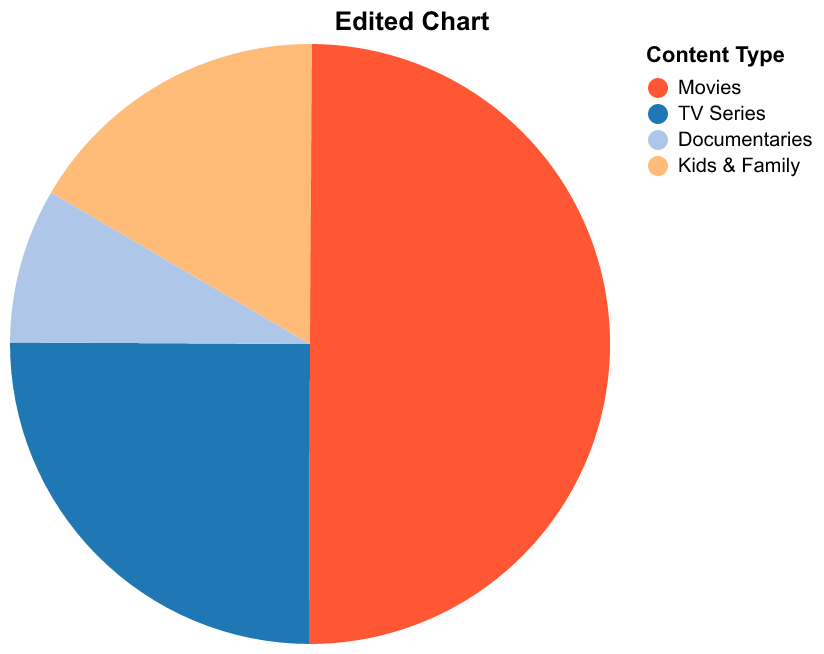 Edited Chart
Content Type
Movies
TV Series
Documentaries
Kids & Family